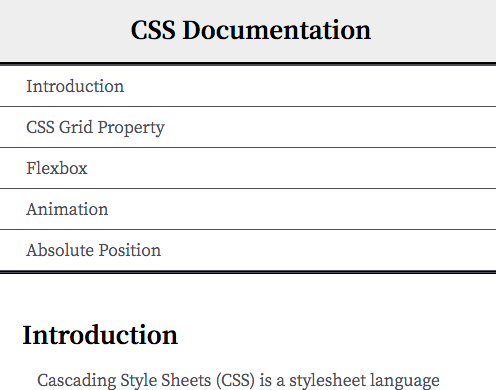 CSS Documentation
Introduction
CSS Grid Property
Flexbox
Animation
Absolute Position
Introduction
Cascading Style Sheets (CSS) is a stylesheet language